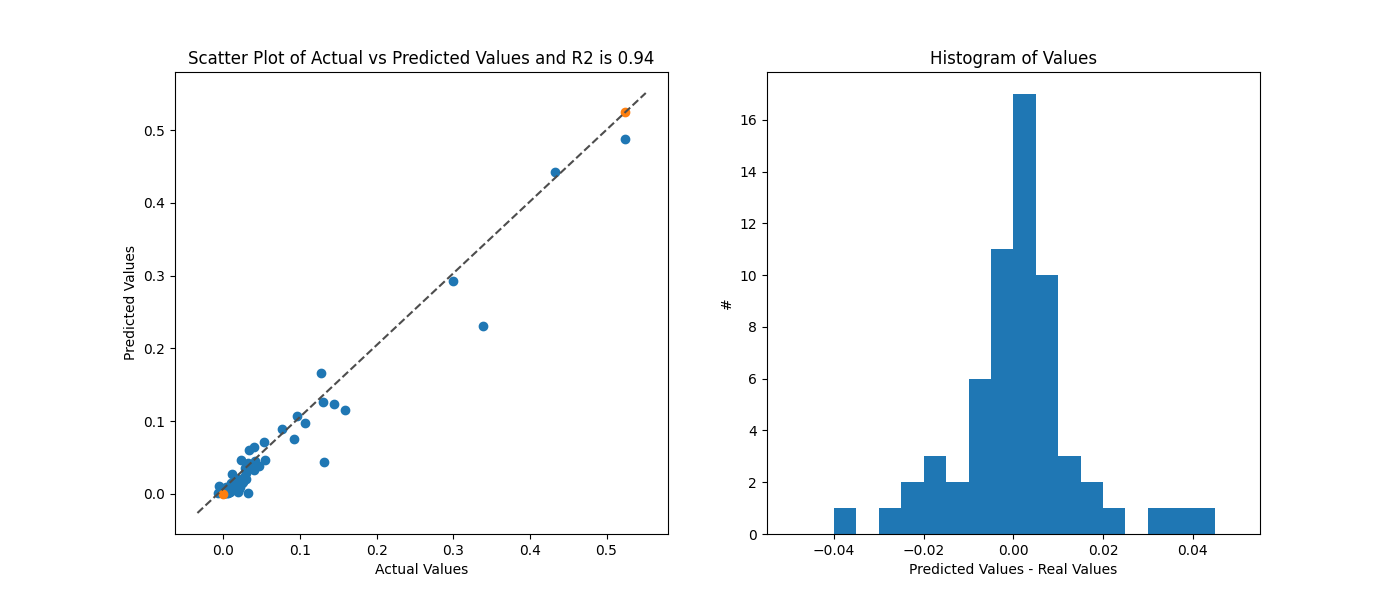 Scatter Plot of Actual vs Predicted Values and R2 is 0.94
0.5
0.4
0.3
0.2
0.1
0.0
Predicted Values
0.0 0.1 0.2 0.3 0.4 0.5
Actual Values
Histogram of Values
16
14
12
10
8
6
4
2
0
#
−0.04 −0.02 0.00 0.02 0.04
Predicted Values - Real Values